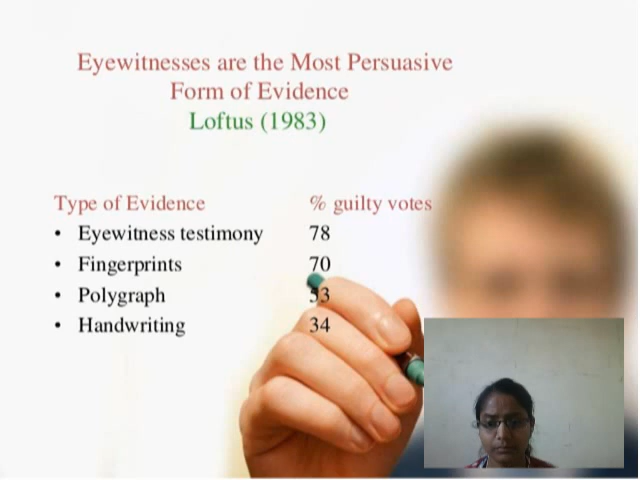 Eyewitnesses are the Most Persuasive
Form of Evidence
Loftus (1983)
Type of Evidence % guilty votes
• Eyewitness testimony 78
• Fingerprints 70
• Polygraph 53
• Handwriting 34